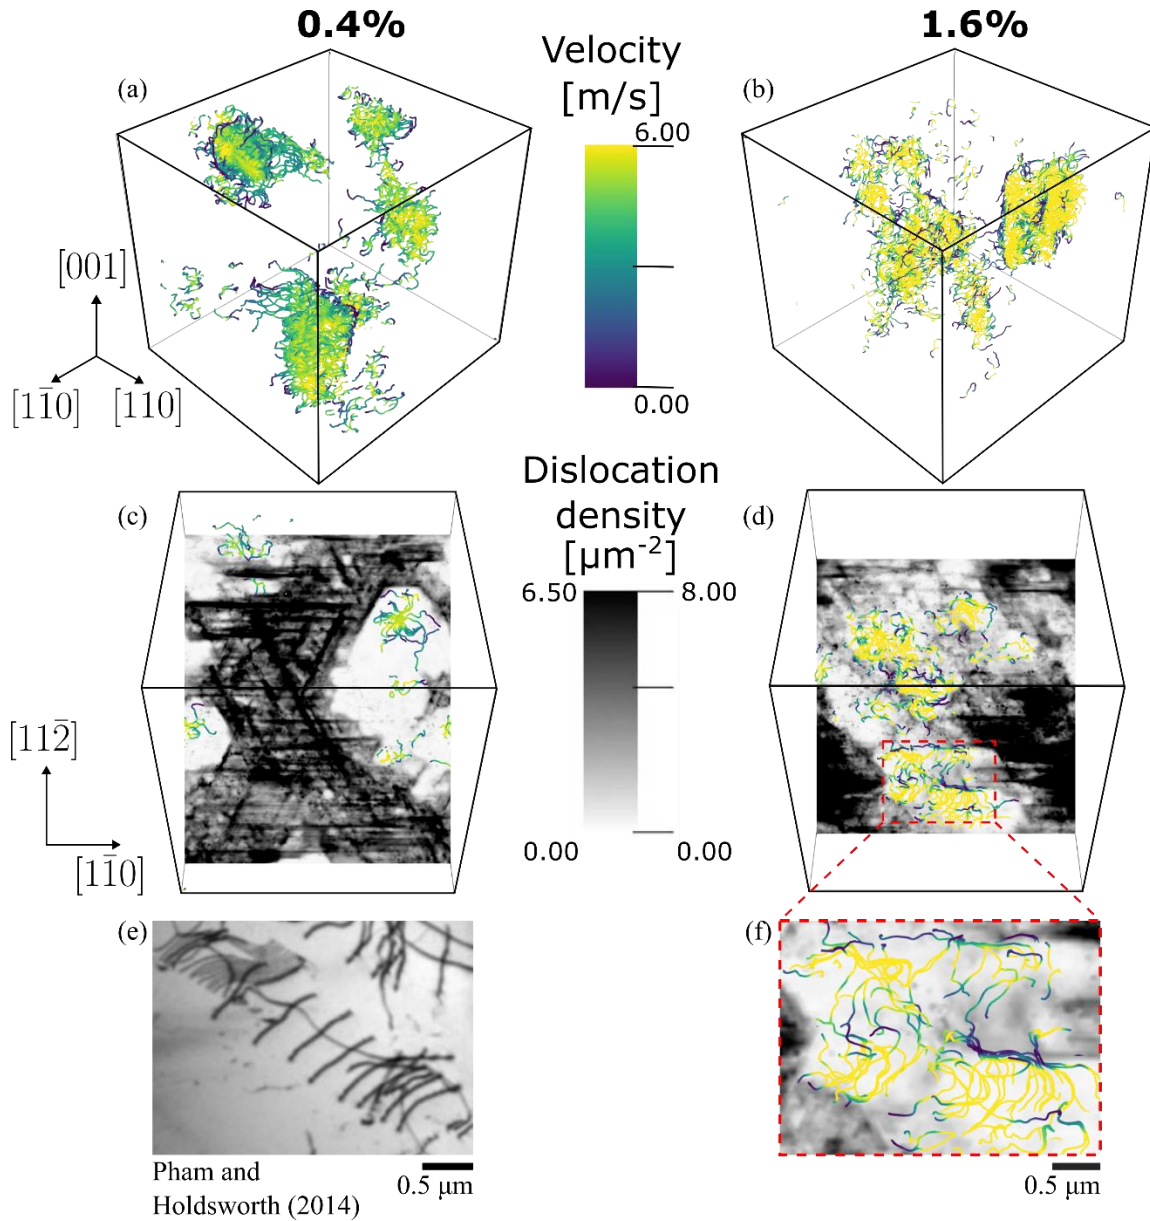 0.4%
Velocity
[m/s]
1.6%
(a)
6.00
(b)
[001]
[11̅0]
[110]
0.00
Dislocation
density
[µm⁻²]
(c)
(d)
6.50
8.00
[112̅]
[11̅0]
0.00
0.00
(e)
(f)
Pham and
Holdsworth (2014)
0.5 µm
0.5 µm